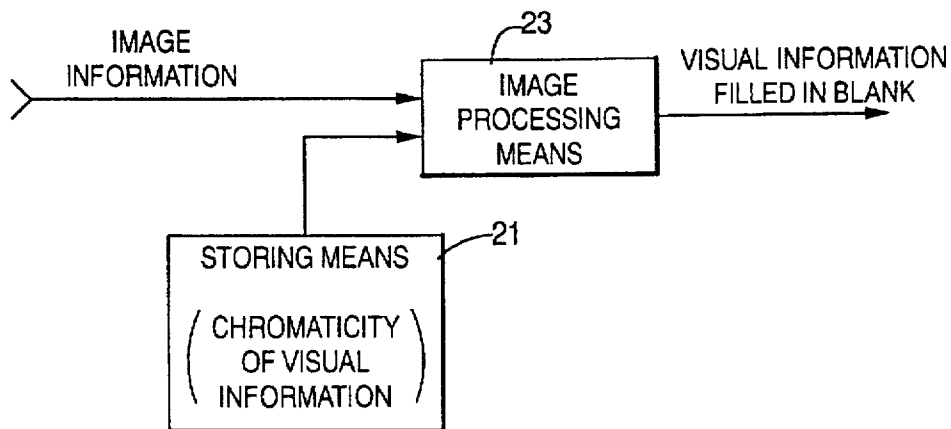 IMAGE
INFORMATION
23
IMAGE
PROCESSING
MEANS
VISUAL INFORMATION
FILLED IN BLANK
21
STORING MEANS
( CHROMATICITY
OF VISUAL
INFORMATION )